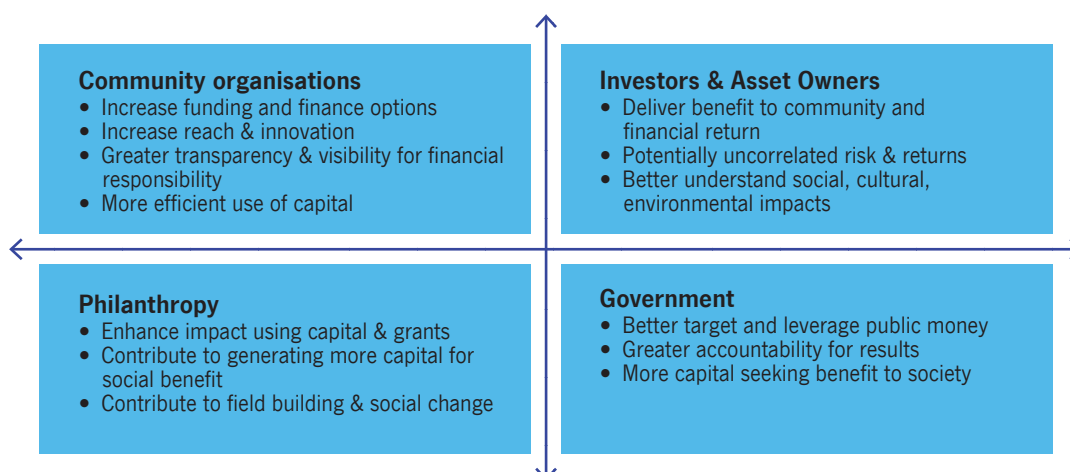 Community organisations
• Increase funding and finance options
• Increase reach & innovation
• Greater transparency & visibility for financial
responsibility
• More efficient use of capital
Investors & Asset Owners
• Deliver benefit to community and
financial return
• Potentially uncorrelated risk & returns
• Better understand social, cultural,
environmental impacts
Philanthropy
• Enhance impact using capital & grants
• Contribute to generating more capital for
social benefit
• Contribute to field building & social change
Government
• Better target and leverage public money
• Greater accountability for results
• More capital seeking benefit to society